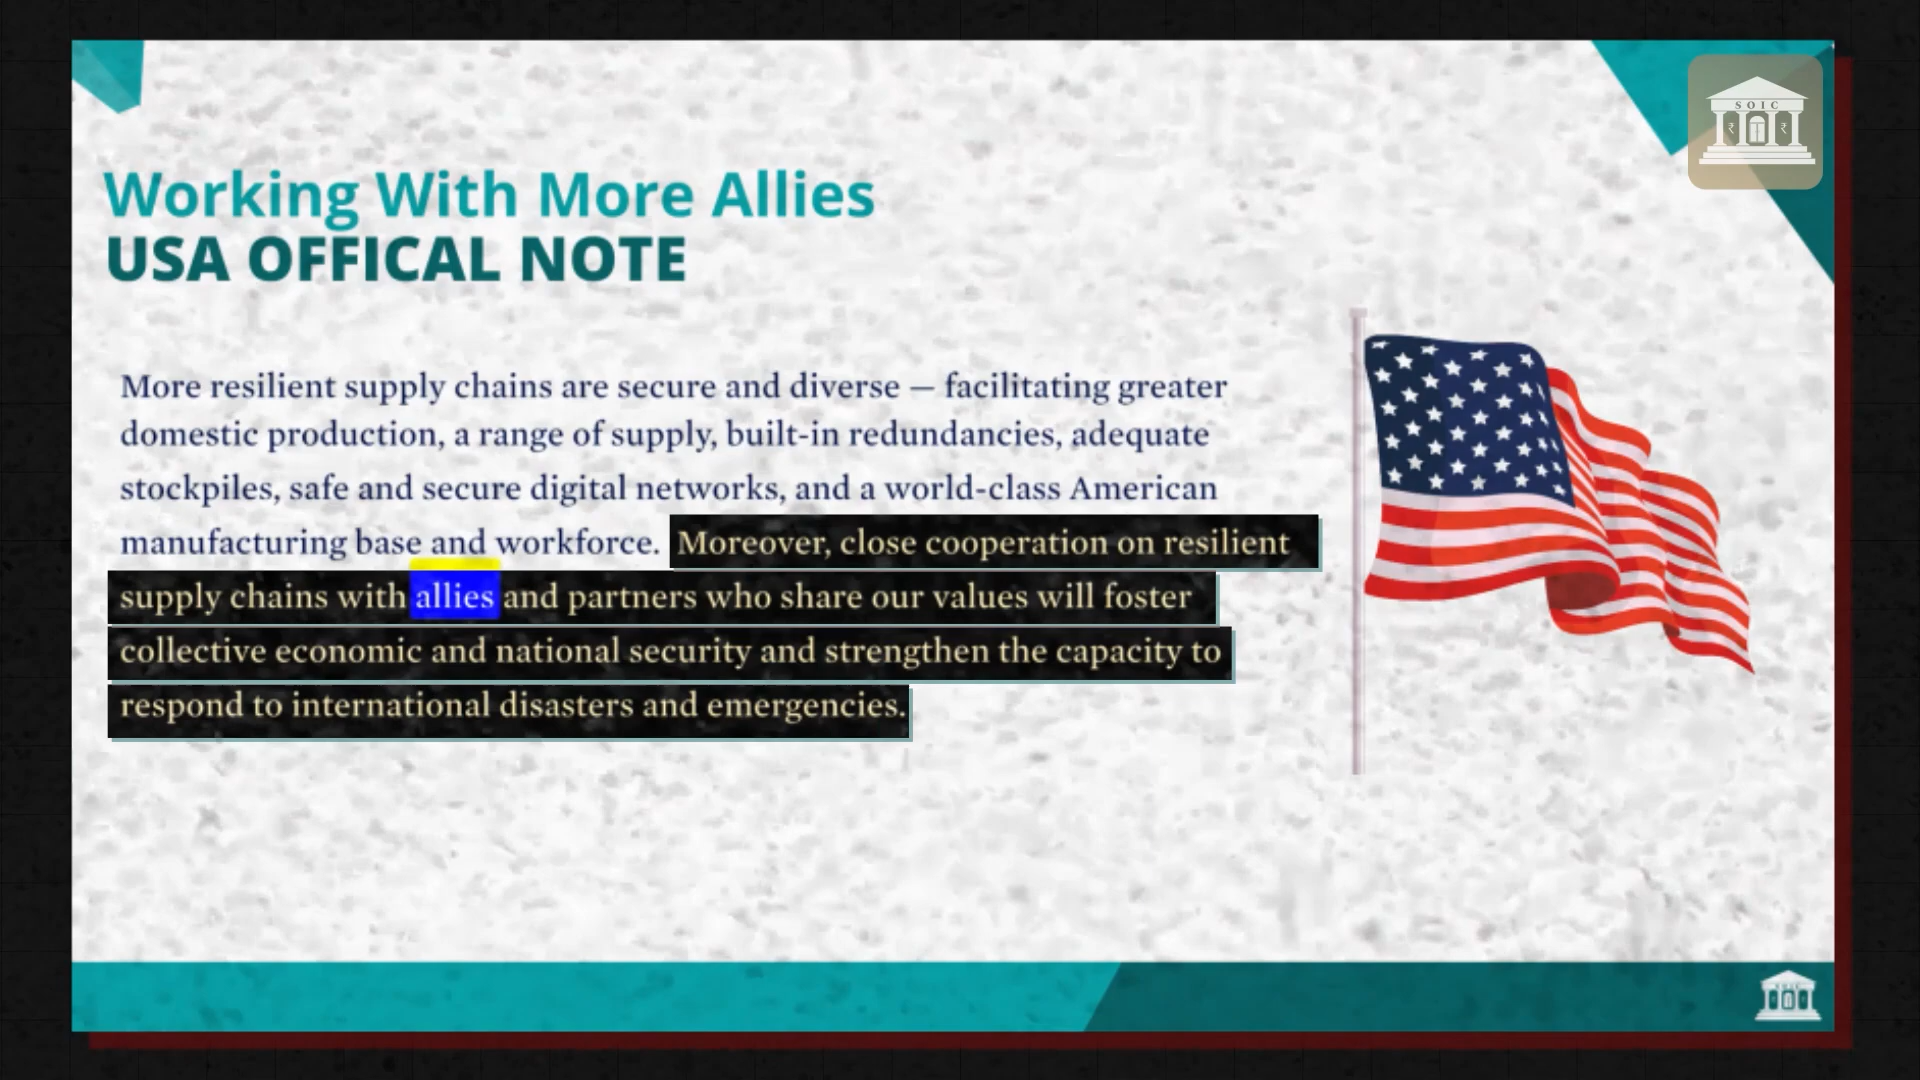 SOIC
Working With More Allies
USA OFFICAL NOTE
More resilient supply chains are secure and diverse — facilitating greater
domestic production, a range of supply, built-in redundancies, adequate
stockpiles, safe and secure digital networks, and a world-class American
manufacturing base and workforce. Moreover, close cooperation on resilient
supply chains with allies and partners who share our values will foster
collective economic and national security and strengthen the capacity to
respond to international disasters and emergencies.